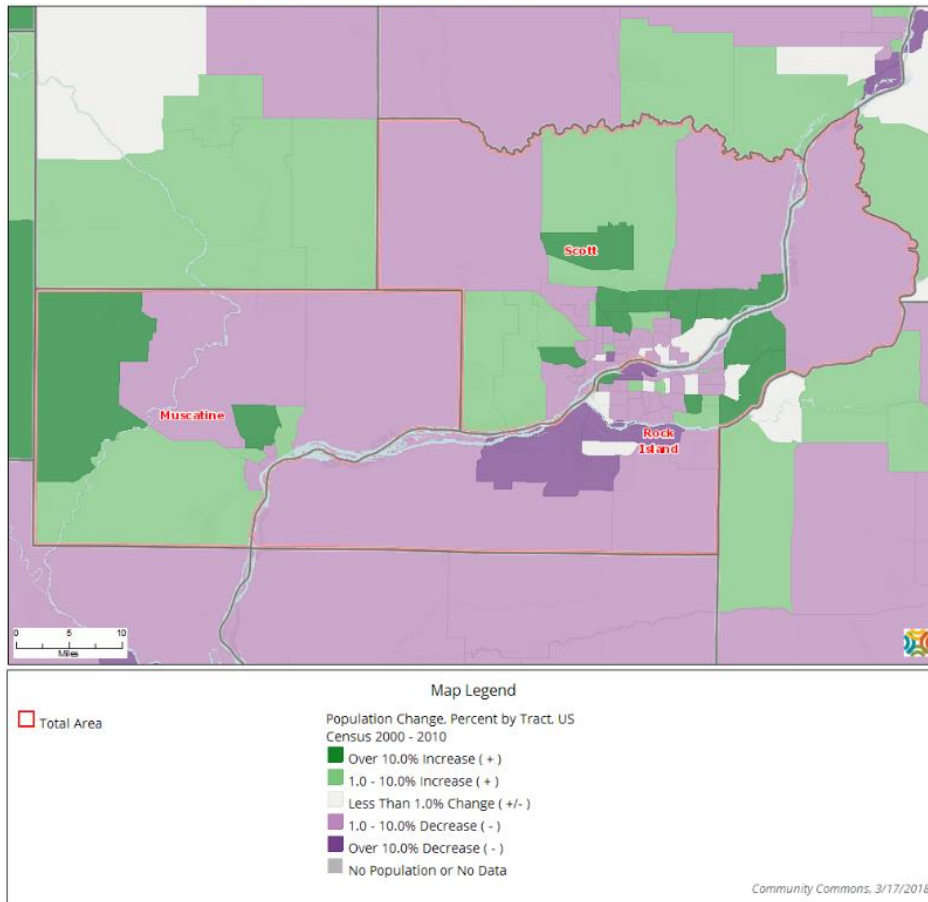 Scott
Muscatine
Rock
Island
0 5 10
Miles
Map Legend
Total Area
Population Change, Percent by Tract, US
Census 2000 - 2010
Over 10.0% Increase ( + )
1.0 - 10.0% Increase ( + )
Less Than 1.0% Change ( +/- )
1.0 - 10.0% Decrease ( - )
Over 10.0% Decrease ( - )
No Population or No Data
Community Commons, 3/17/2018